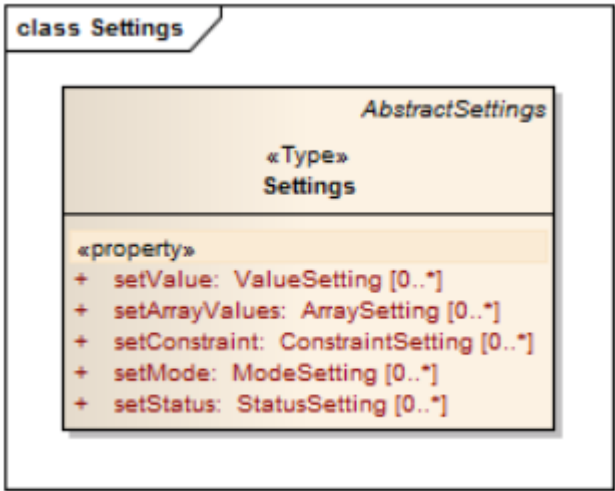 class Settings
AbstractSettings
«Type»
Settings
«property»
+ setValue: ValueSetting [0..*]
+ setArrayValues: ArraySetting [0..*]
+ setConstraint: ConstraintSetting [0..*]
+ setMode: ModeSetting [0..*]
+ setStatus: StatusSetting [0..*]